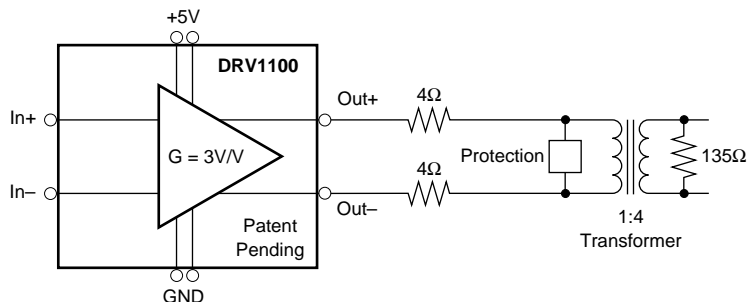 +5V
DRV1100
In+
Out+
4Ω
G = 3V/V
Protection
135Ω
In–
4Ω
Out–
Patent
Pending
1:4
Transformer
GND